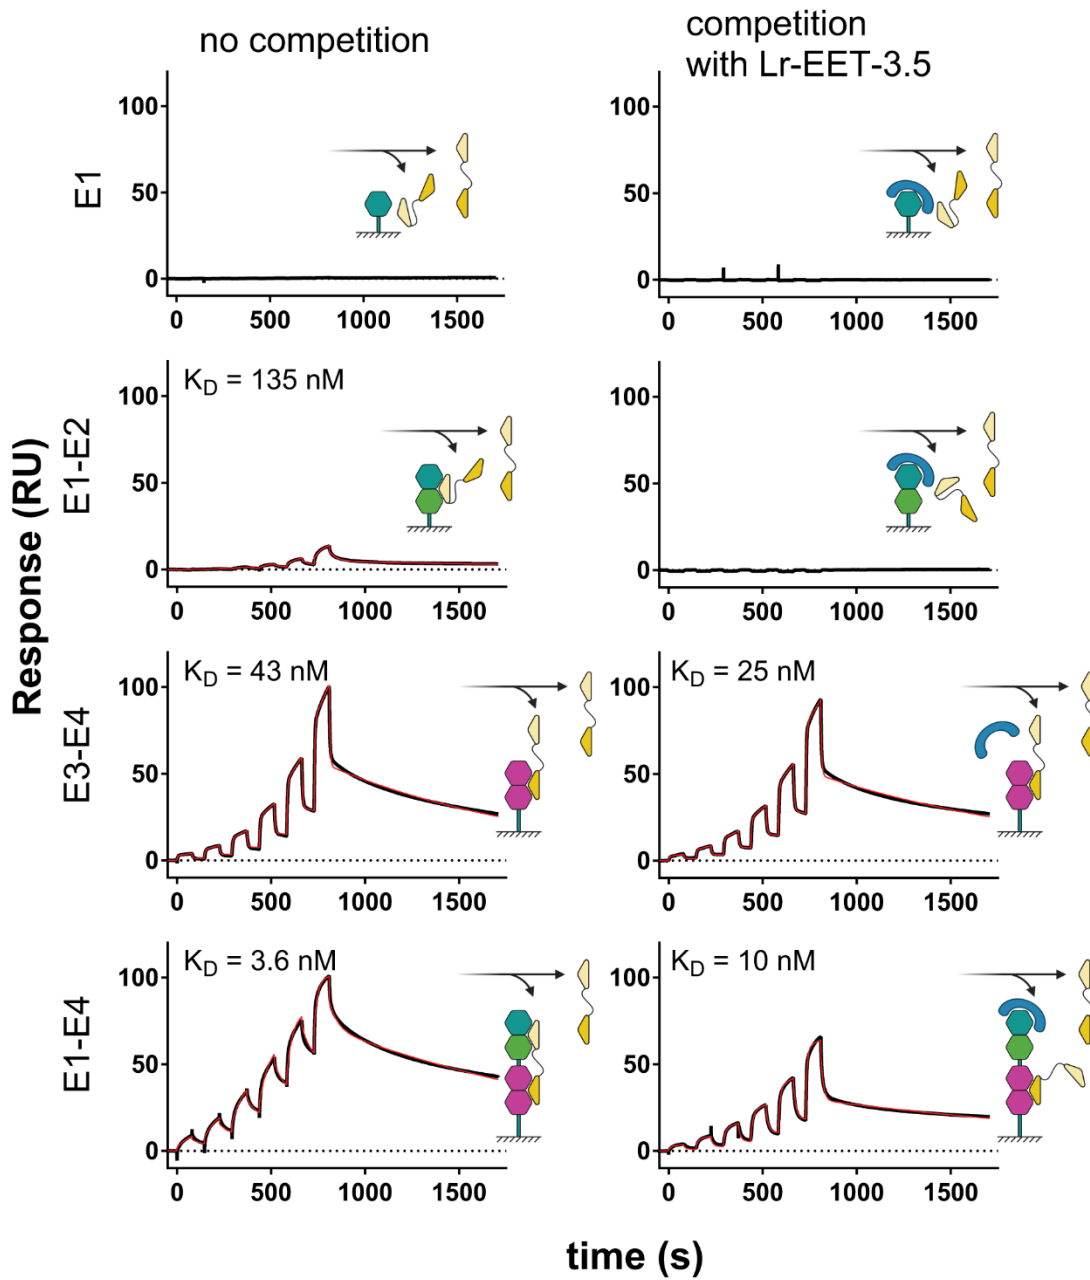 no competition
competition
with Lr-EET-3.5
Response (RU)
E1
100
50
0
0 500 1000 1500
100
50
0
0 500 1000 1500
E1-E2
K_D = 135 nM
100
50
0
0 500 1000 1500
100
50
0
0 500 1000 1500
E3-E4
K_D = 43 nM
100
50
0
0 500 1000 1500
K_D = 25 nM
100
50
0
0 500 1000 1500
E1-E4
K_D = 3.6 nM
100
50
0
0 500 1000 1500
K_D = 10 nM
100
50
0
0 500 1000 1500
time (s)